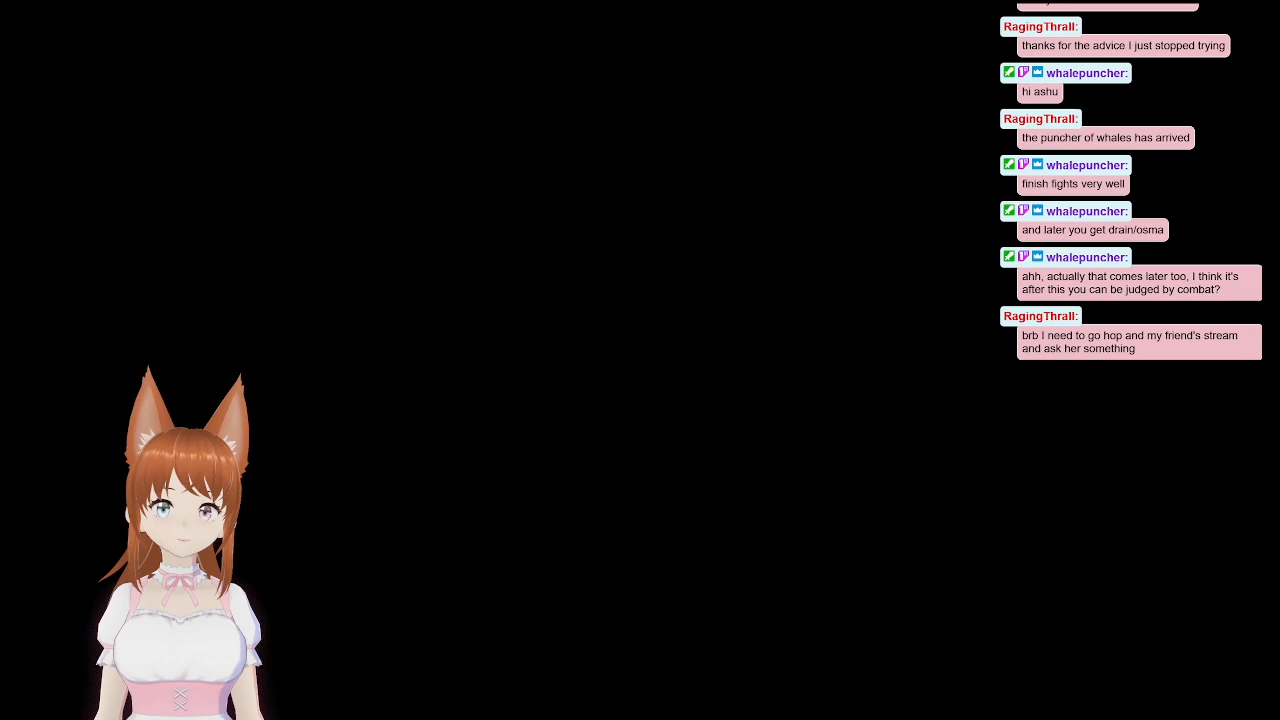 RagingThrall:
thanks for the advice I just stopped trying
whalepuncher:
hi ashu
RagingThrall:
the puncher of whales has arrived
whalepuncher:
finish fights very well
whalepuncher:
and later you get drain/osma
whalepuncher:
ahh, actually that comes later too, I think it's
after this you can be judged by combat?
RagingThrall:
brb I need to go hop and my friend's stream
and ask her something